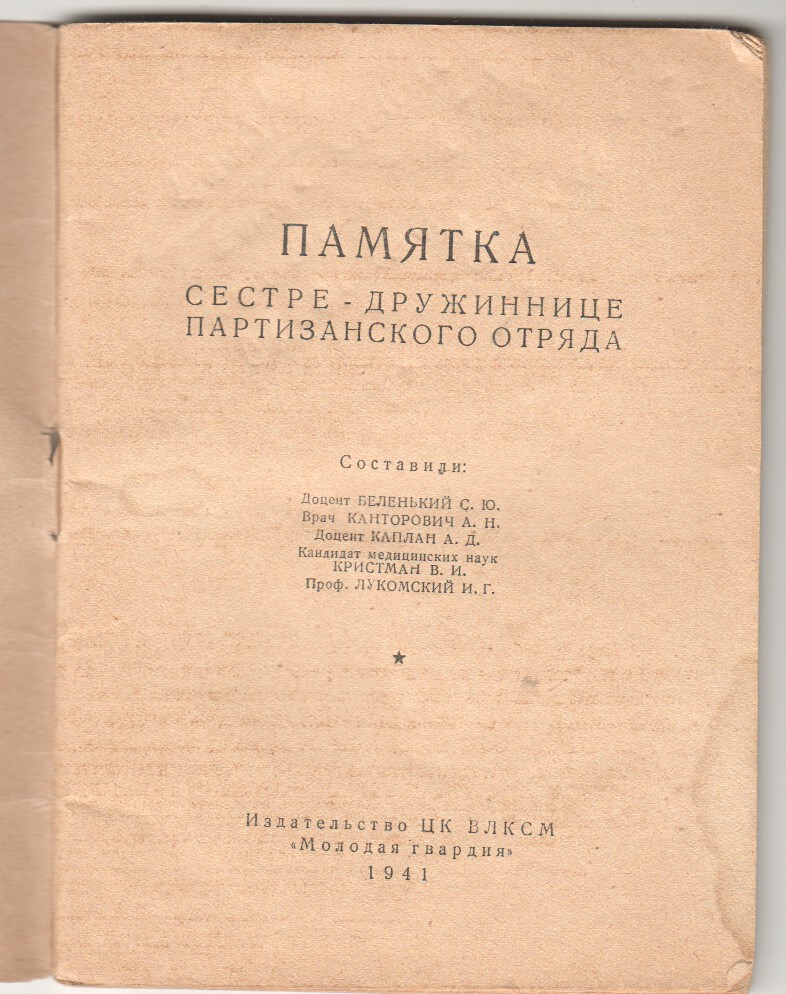 ПАМЯТКА
СЕСТРЕ - ДРУЖИННИЦЕ
ПАРТИЗАНСКОГО ОТРЯДА
Составили:
Доцент БЕЛЕНЬКИЙ С. Ю.
Врач КАНТОРОВИЧ А. Н.
Доцент КАПЛАН А. Д.
Кандидат медицинских наук
КРИСТМАН В. И.
Проф. ЛУКОМСКИЙ И. Г.
Издательство ЦК ВЛКСМ
«Молодая гвардия»
1941